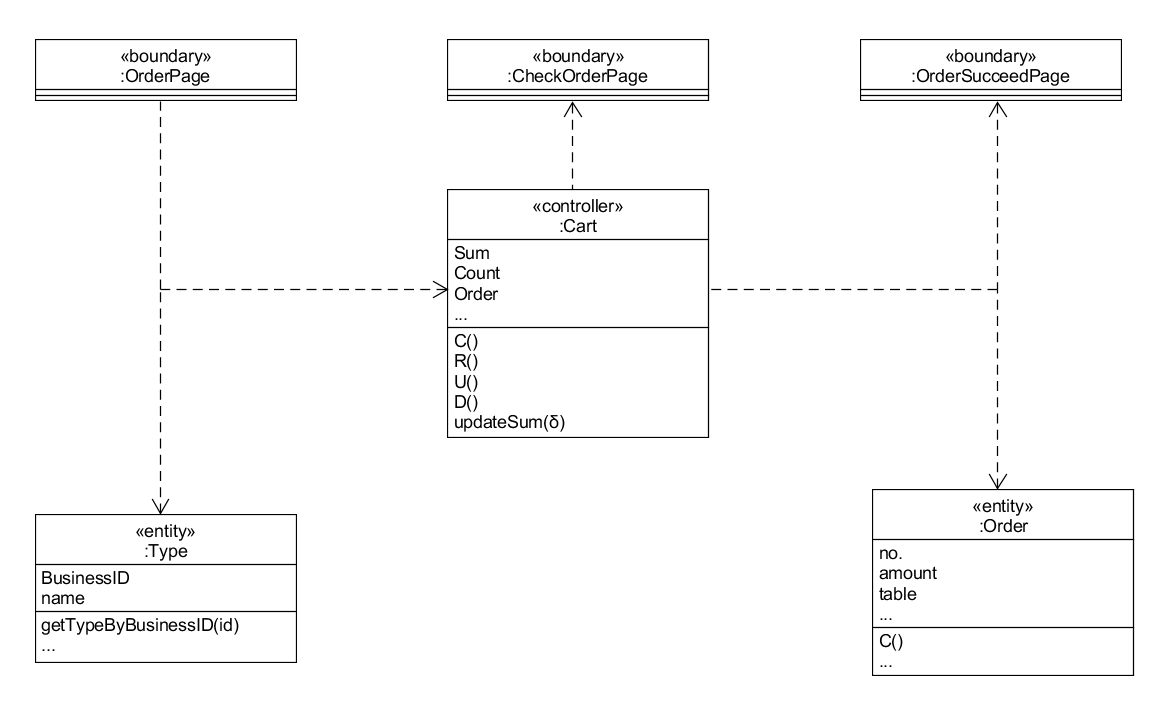 «boundary»
:OrderPage
«boundary»
:CheckOrderPage
«boundary»
:OrderSucceedPage
«controller»
:Cart
Sum
Count
Order
...
C()
R()
U()
D()
updateSum(δ)
«entity»
:Type
BusinessID
name
getTypeByBusinessID(id)
...
«entity»
:Order
no.
amount
table
...
C()
...